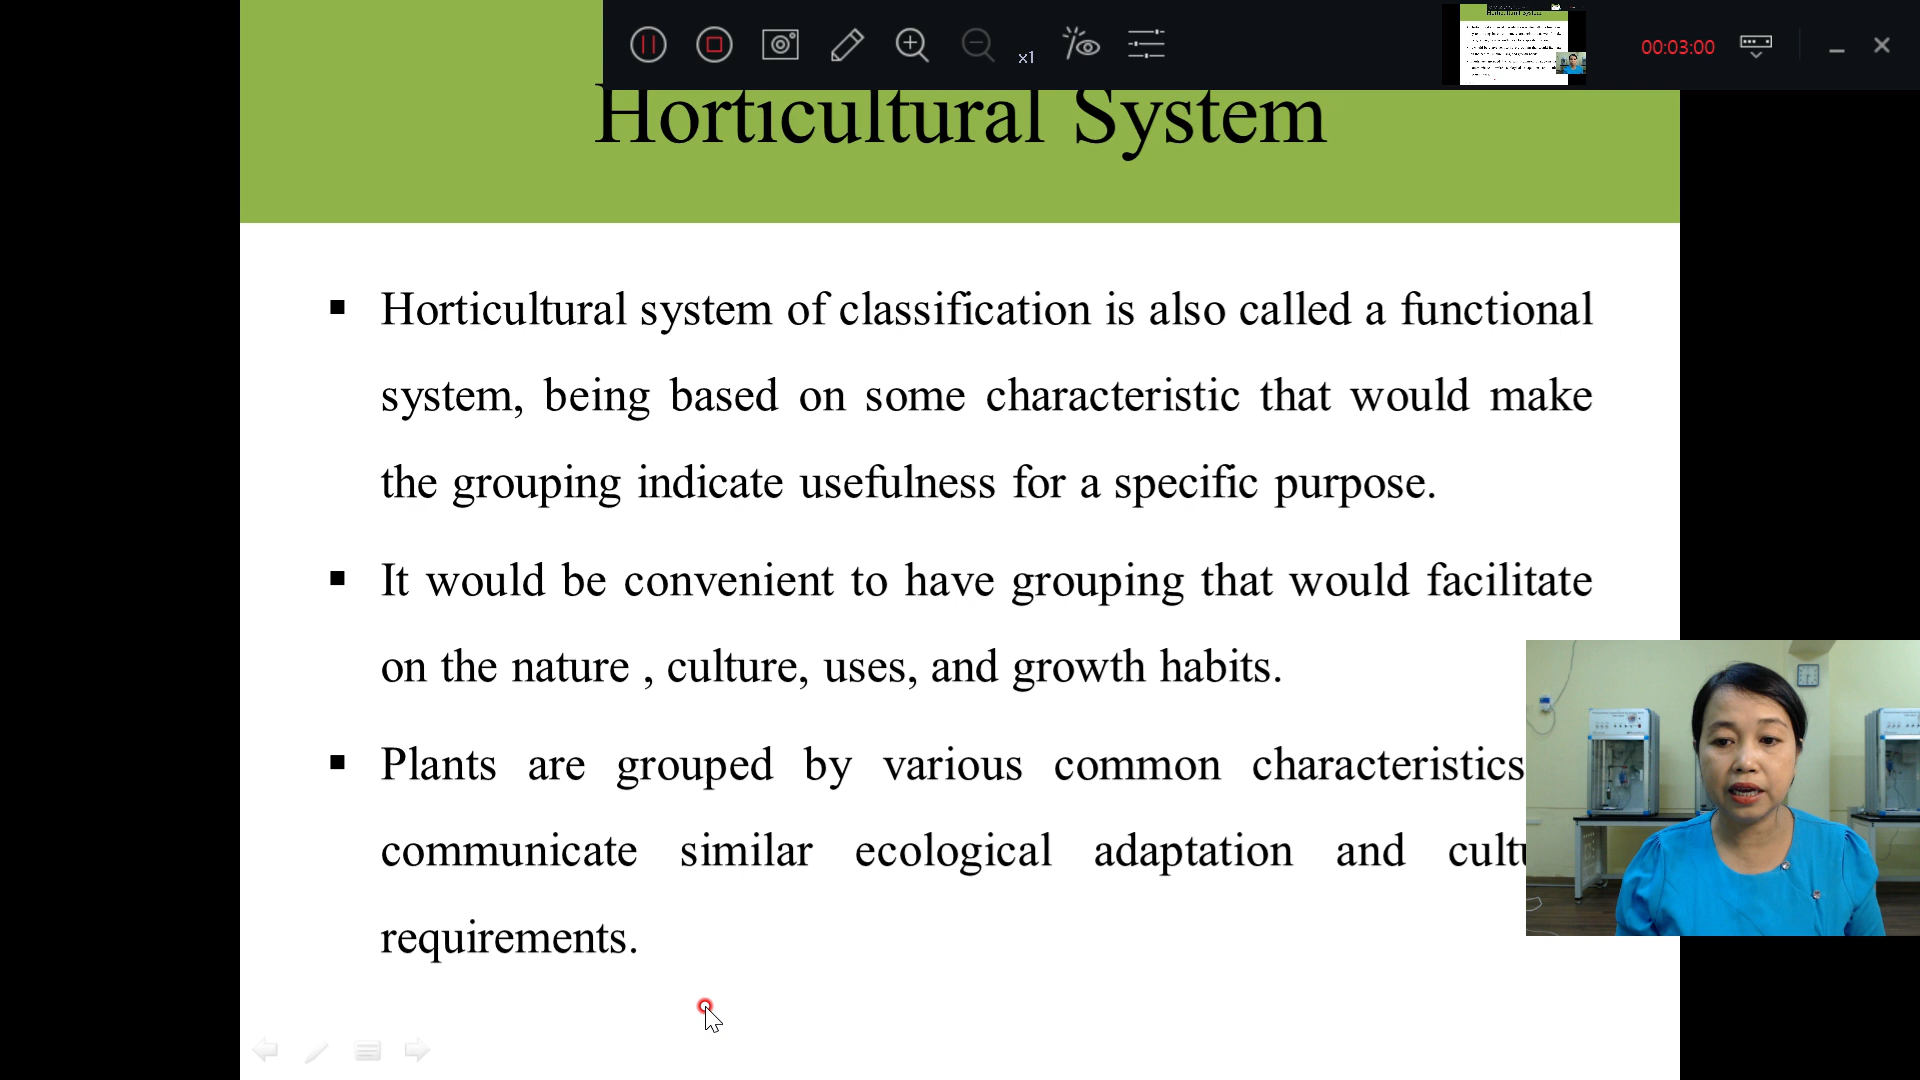 x1
00:03:00
Horticultural System
▪ Horticultural system of classification is also called a functional
system, being based on some characteristic that would make
the grouping indicate usefulness for a specific purpose.
▪ It would be convenient to have grouping that would facilitate
on the nature , culture, uses, and growth habits.
▪ Plants are grouped by various common characteristics
communicate similar ecological adaptation and
requirements.